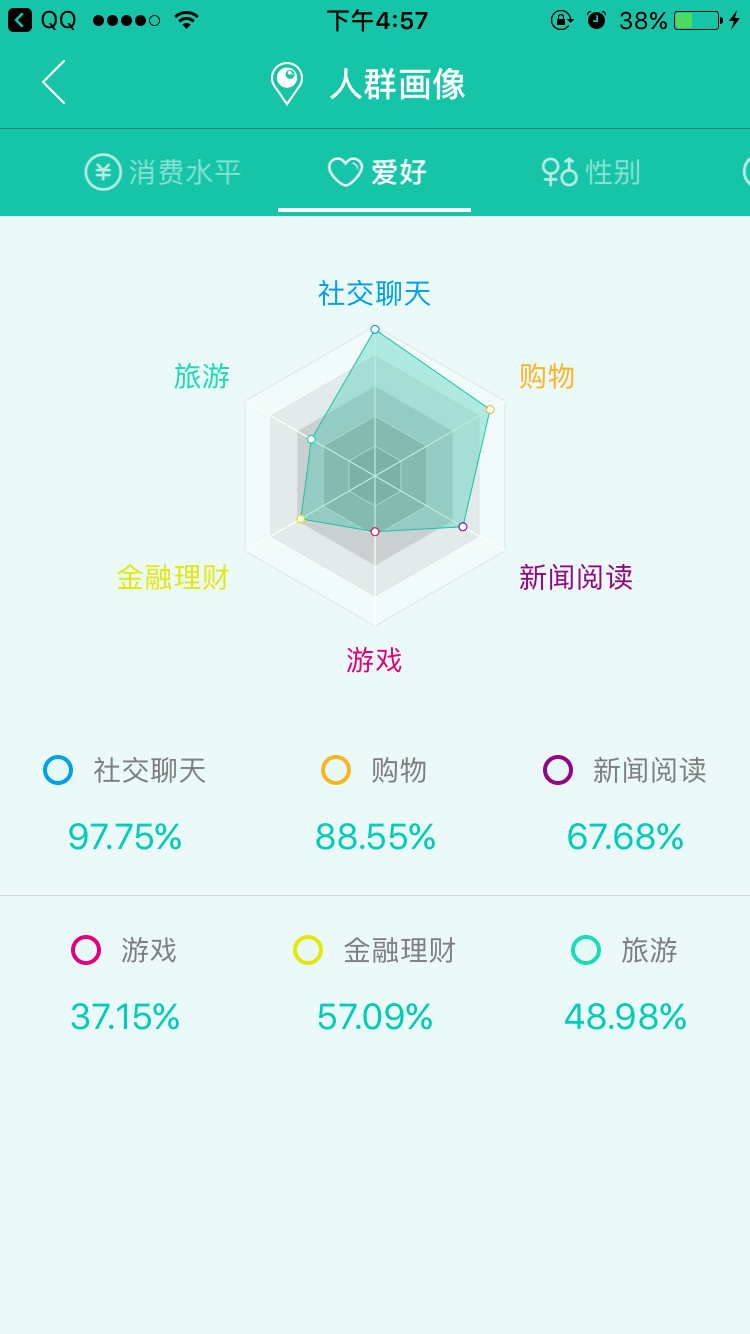 QQ 下午4:57 38%
人群画像
¥ 消费水平 爱好 性别
社交聊天
旅游 购物
金融理财 新闻阅读
游戏
社交聊天 购物 新闻阅读
97.75% 88.55% 67.68%
游戏 金融理财 旅游
37.15% 57.09% 48.98%